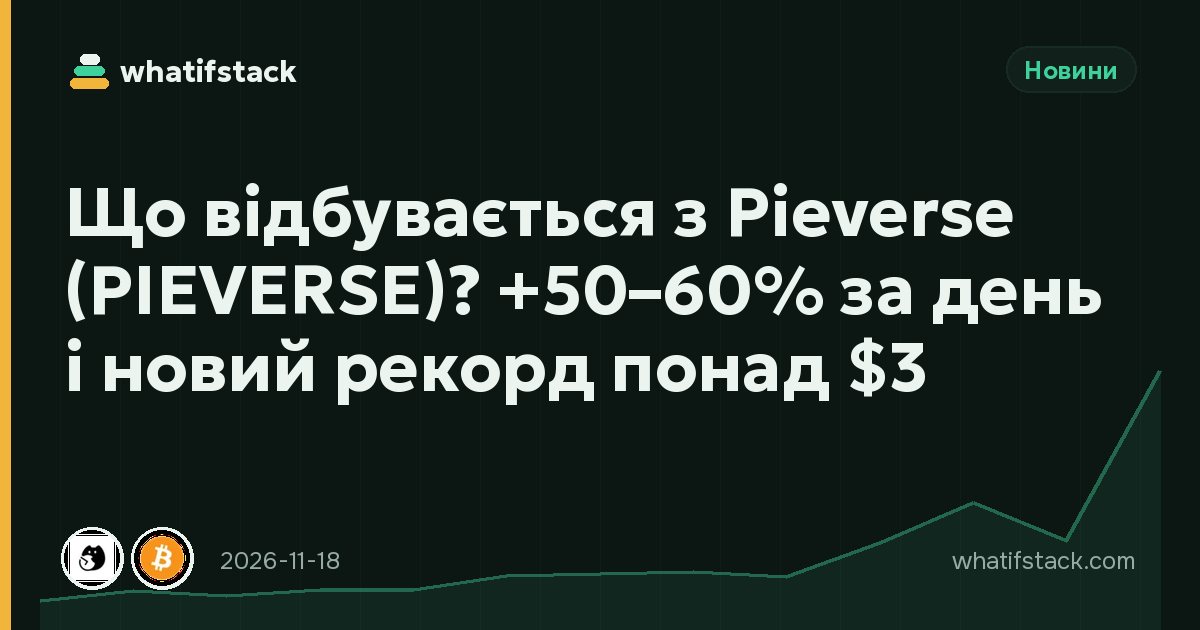 whatifstack
Новини
Що відбувається з Pieverse
(PIEVERSE)? +50–60% за день
і новий рекорд понад $3
2026-11-18
whatifstack.com